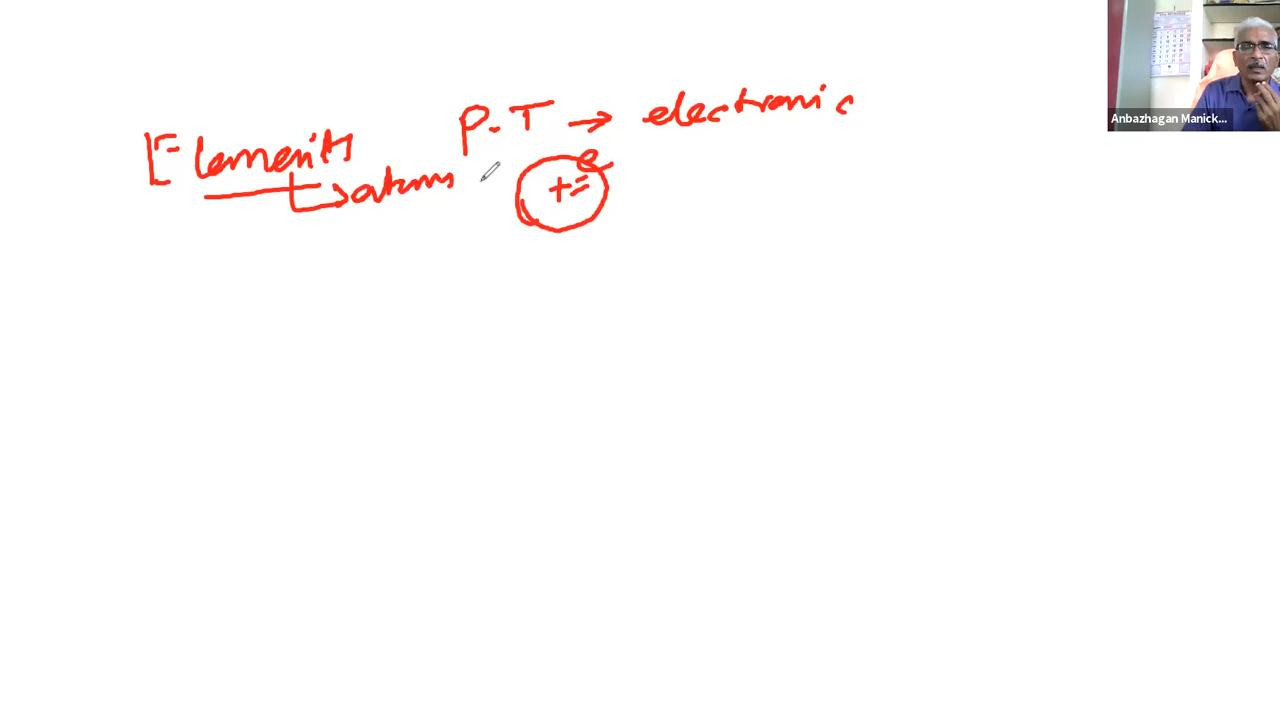 P.T → electronic
Elements
→ atoms
+ e
Anbazhagan Manick...